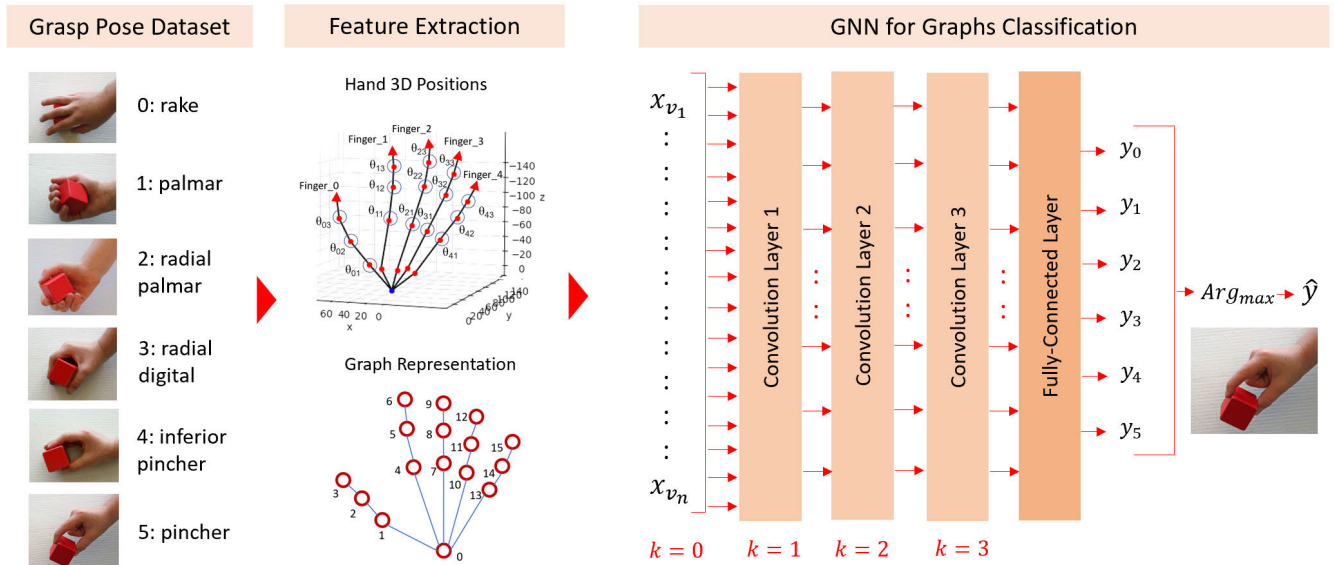 Grasp Pose Dataset
0: rake
1: palmar
2: radial
palmar
3: radial
digital
4: inferior
pincher
5: pincher
Feature Extraction
Hand 3D Positions
Finger_0
Finger_1
Finger_2
Finger_3
Finger_4
θ01
θ02
θ03
θ11
θ12
θ13
θ21
θ22
θ23
θ31
θ32
θ33
θ41
θ42
θ43
−140
−120
−100
−80
−60
−40
−20
0
z
60 40 20 0
x
y
Graph Representation
0
1
2
3
4
5
6
7
8
9
10
11
12
13
14
15
GNN for Graphs Classification
x_{v_1}
x_{v_n}
Convolution Layer 1
Convolution Layer 2
Convolution Layer 3
Fully-Connected Layer
y_0
y_1
y_2
y_3
y_4
y_5
Arg_{max}
ŷ
k = 0
k = 1
k = 2
k = 3